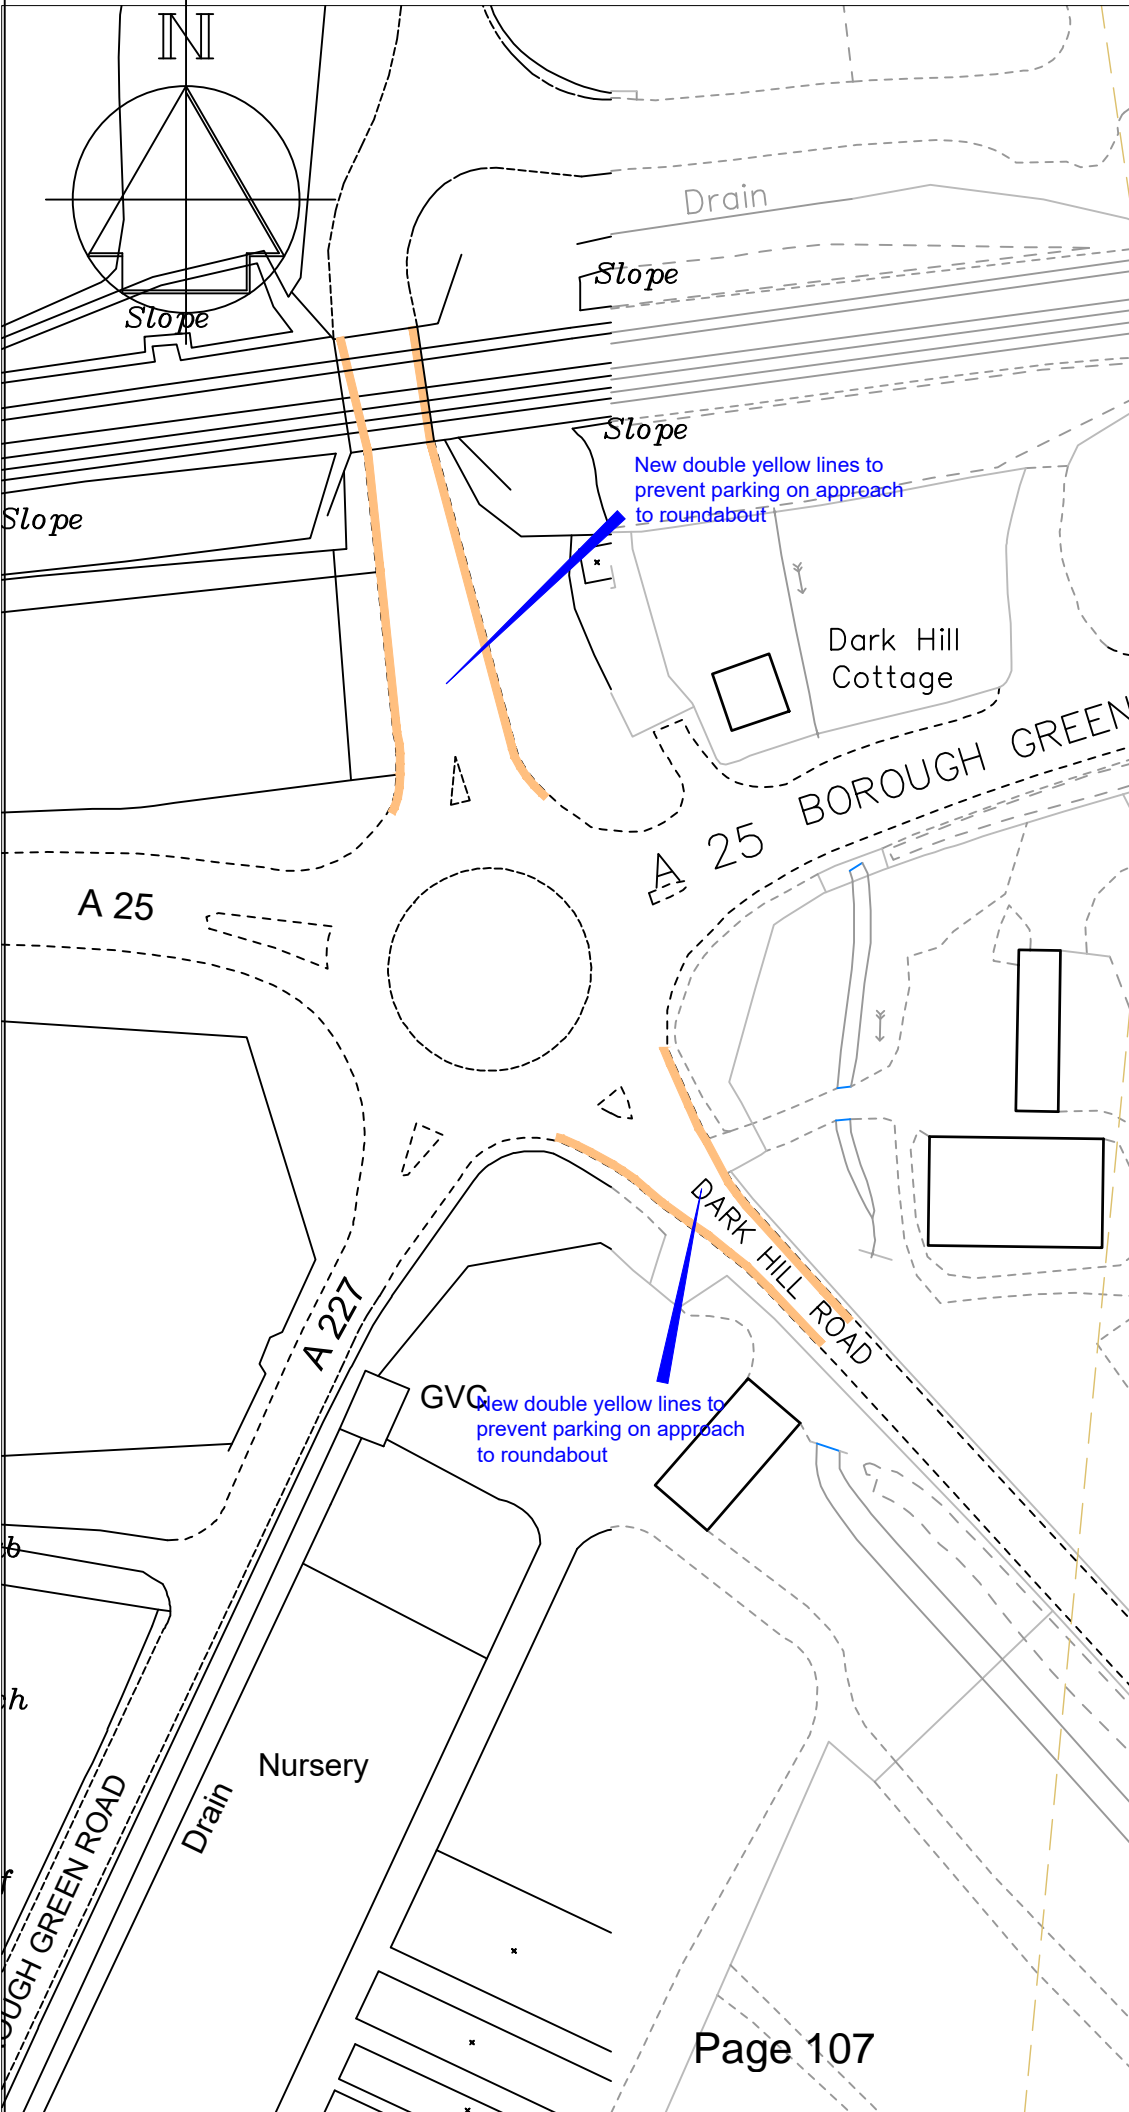 N
Drain
Slope
Slope
Slope
New double yellow lines to
prevent parking on approach
to roundabout
Slope
Dark Hill
Cottage
A 25 BOROUGH GREEN
A 25
DARK HILL ROAD
A 227
GVC
New double yellow lines to
prevent parking on approach
to roundabout
Nursery
Drain
GREEN ROAD
Page 107